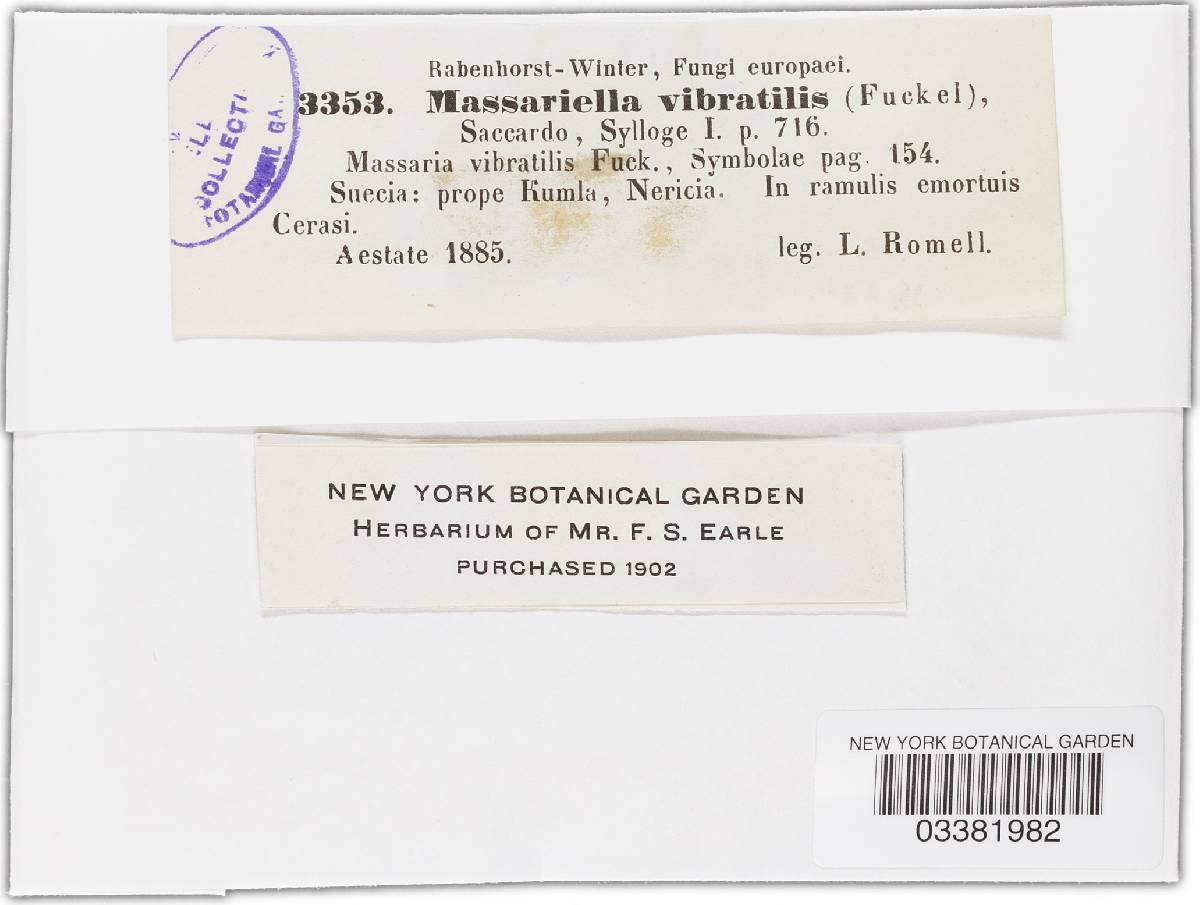 Rabenhorst-Winter, Fungi europaei.
3353. Massariella vibratilis (Fuckel),
Saccardo, Sylloge I. p. 716.
Massaria vibratilis Fuck., Symbolae pag. 154.
Suecia: prope Kumla, Nericia. In ramulis emortuis
Cerasi.
Aestate 1885. leg. L. Romell.
COLLECTI
NEW YORK BOTANICAL GARDEN
HERBARIUM OF MR. F. S. EARLE
PURCHASED 1902
NEW YORK BOTANICAL GARDEN
03381982